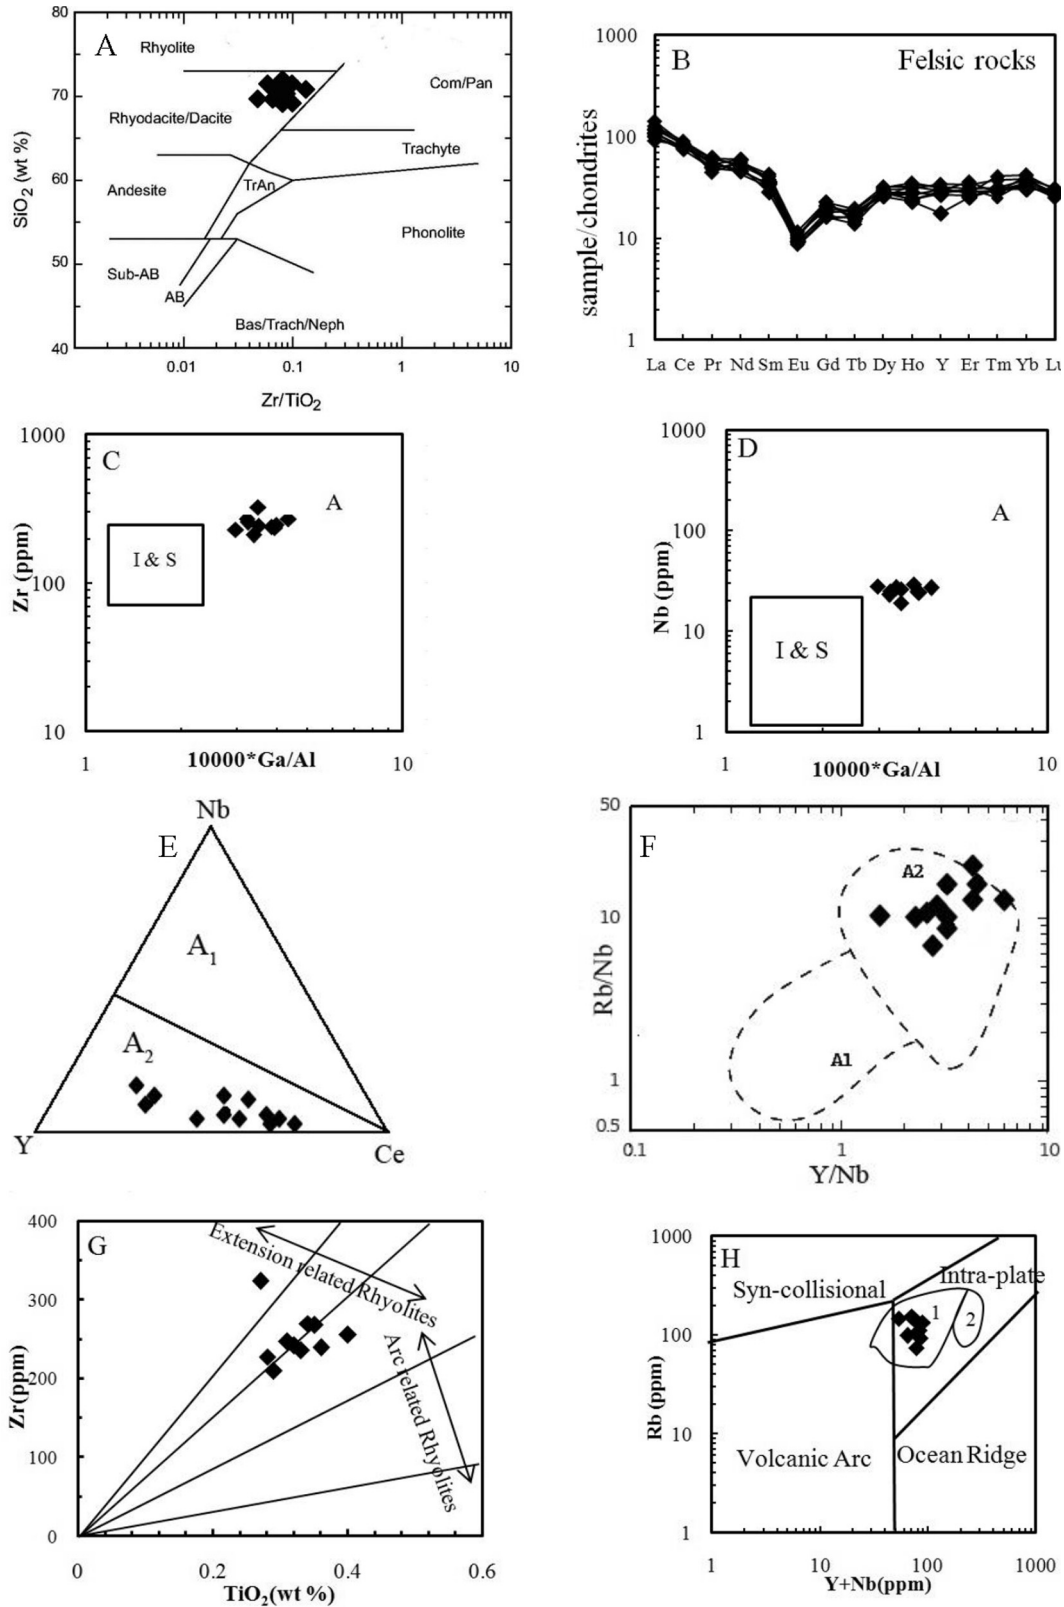 A
80
70
60
50
40
SiO2 (wt %)
Rhyolite
Com/Pan
Rhyodacite/Dacite
Trachyte
TrAn
Andesite
Phonolite
Sub-AB
AB
Bas/Trach/Neph
0.01
0.1
1
10
Zr/TiO2
B
Felsic rocks
1000
100
10
1
sample/chondrites
La Ce Pr Nd Sm Eu Gd Tb Dy Ho Y Er Tm Yb Lu
C
1000
100
10
Zr (ppm)
A
I & S
1
10
10000*Ga/Al
D
1000
100
10
1
Nb (ppm)
A
I & S
1
10
10000*Ga/Al
E
Nb
A1
A2
Y
Ce
F
50
10
1
0.5
Rb/Nb
A2
A1
0.1
1
10
Y/Nb
G
400
300
200
100
0
Zr(ppm)
Extension related Rhyolites
Arc related Rhyolites
0
0.2
0.4
0.6
TiO2(wt %)
H
1000
100
10
1
Rb (ppm)
Syn-collisional
Intra-plate
1
2
Volcanic Arc
Ocean Ridge
1
10
100
1000
Y+Nb(ppm)